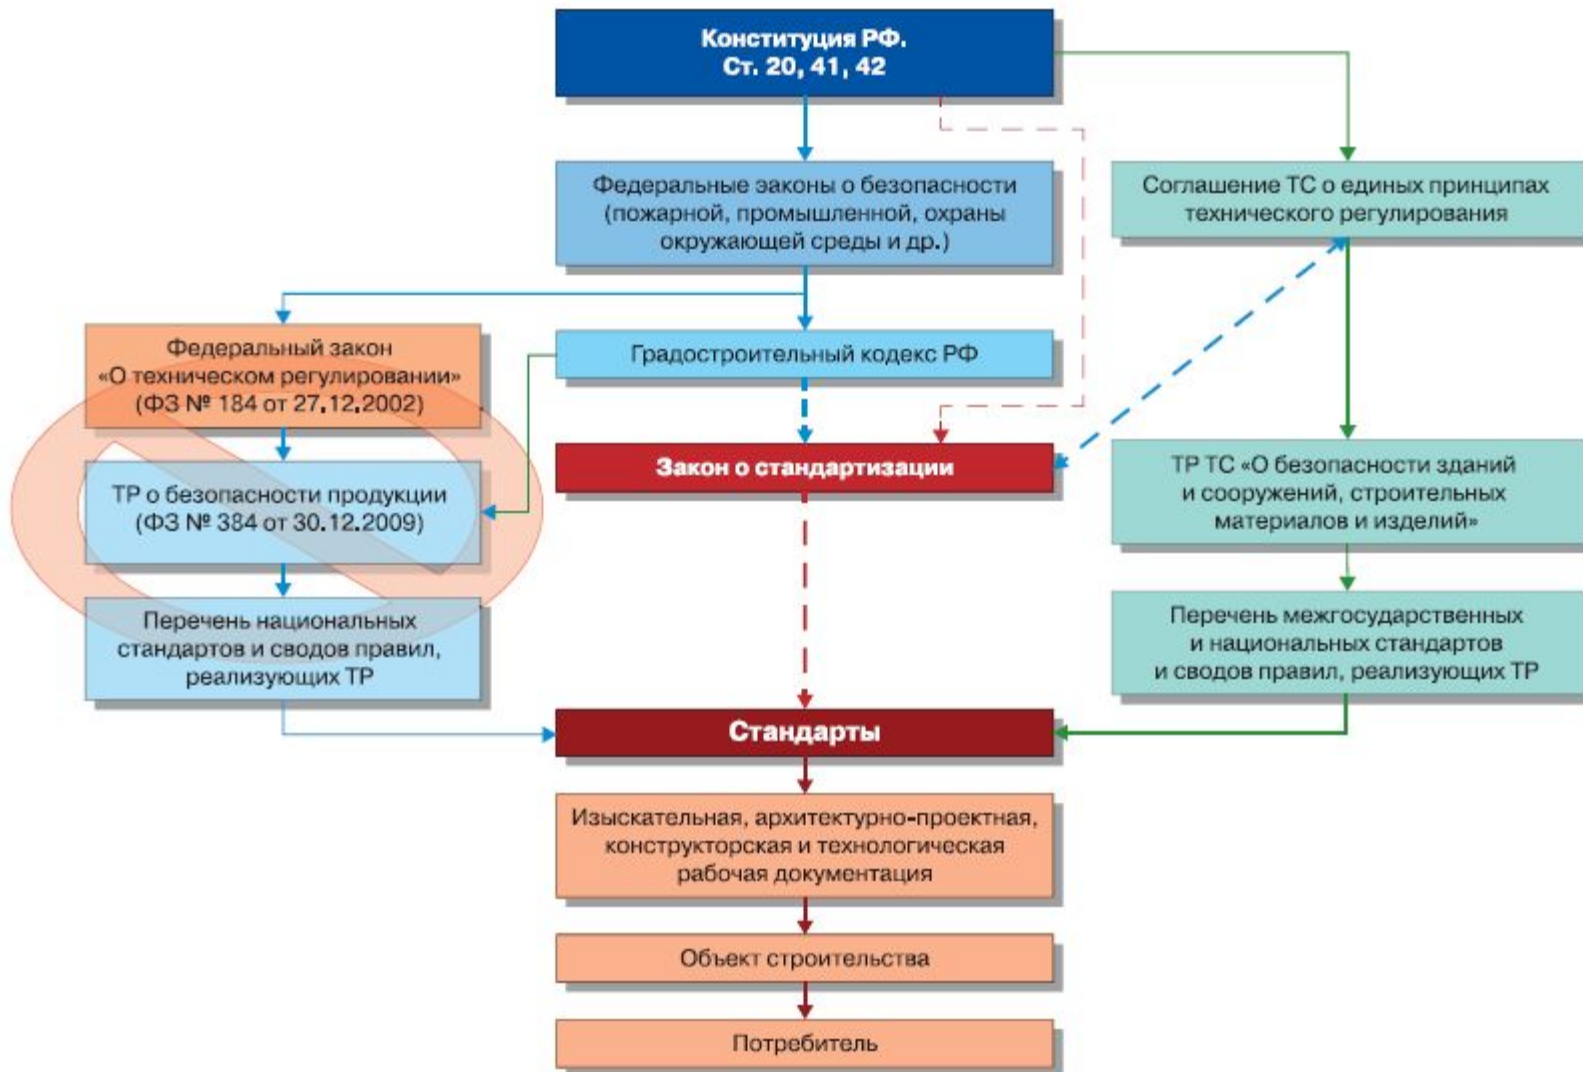 Конституция РФ.
Ст. 20, 41, 42
Федеральные законы о безопасности
(пожарной, промышленной, охраны
окружающей среды и др.)
Соглашение ТС о единых принципах
технического регулирования
Федеральный закон
«О техническом регулировании»
(ФЗ № 184 от 27.12.2002)
Градостроительный кодекс РФ
Закон о стандартизации
ТР о безопасности продукции
(ФЗ № 384 от 30.12.2009)
ТР ТС «О безопасности зданий
и сооружений, строительных
материалов и изделий»
Перечень национальных
стандартов и сводов правил,
реализующих ТР
Перечень межгосударственных
и национальных стандартов
и сводов правил, реализующих ТР
Стандарты
Изыскательная, архитектурно-проектная,
конструкторская и технологическая
рабочая документация
Объект строительства
Потребитель